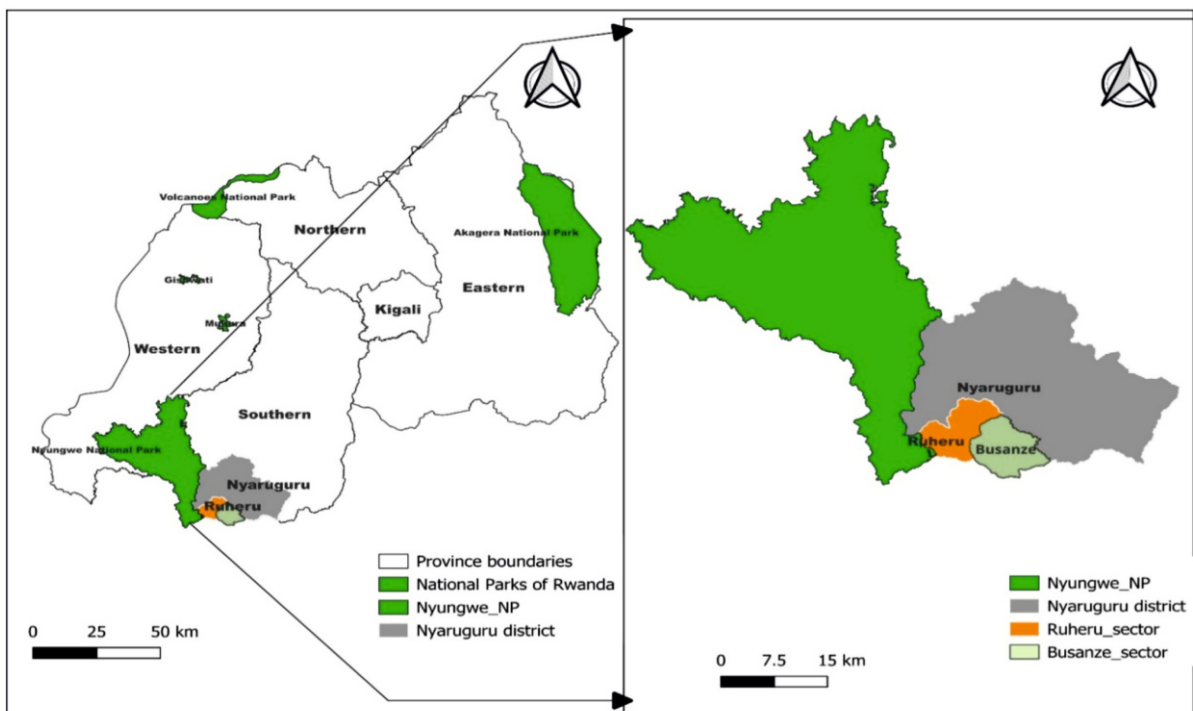 Volcanoes National Park
Northern
Akagera National Park
Gishwati
Eastern
Kigali
Mukura
Western
Southern
Nyungwe National Park
Nyaruguru
Ruheru
Province boundaries
National Parks of Rwanda
Nyungwe_NP
Nyaruguru district
0 25 50 km
Nyaruguru
Ruheru
Busanze
Nyungwe_NP
Nyaruguru district
Ruheru_sector
Busanze_sector
0 7.5 15 km